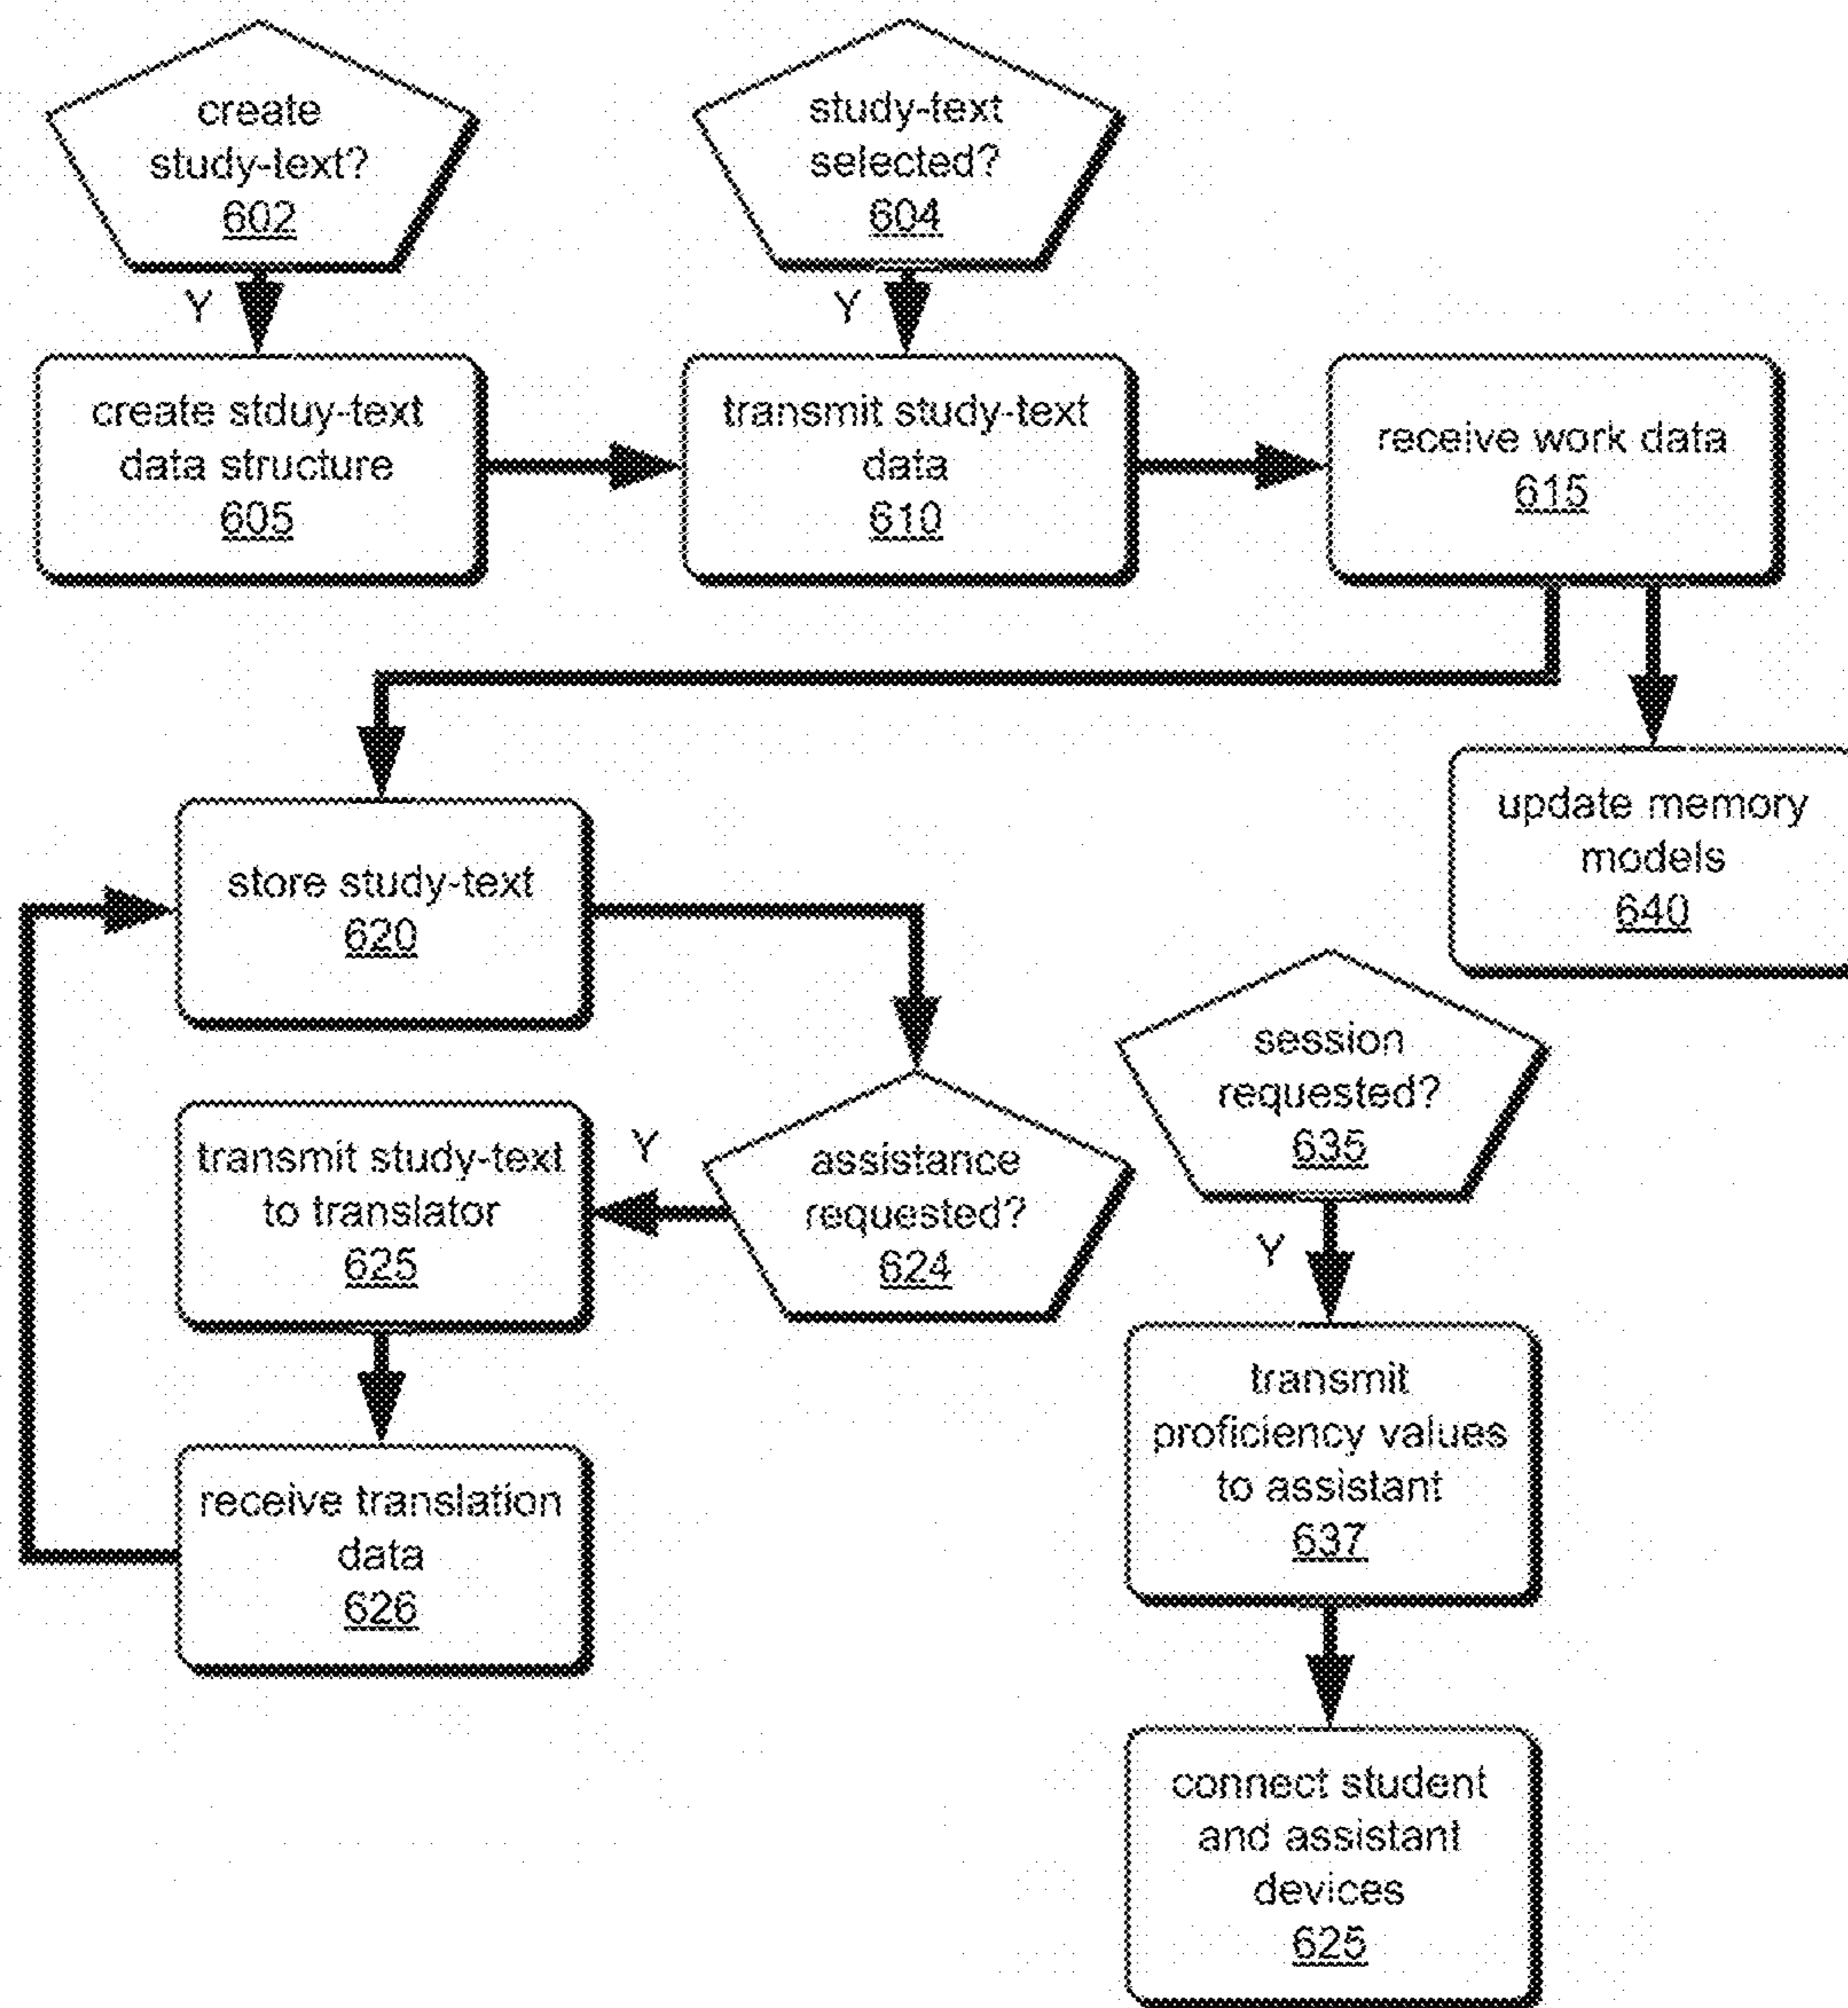 create
study-text?
602
Y
study-text
selected?
604
Y
create stduy-text
data structure
605
transmit study-text
data
610
receive work data
615
update memory
models
640
store study-text
620
session
requested?
635
Y
assistance
requested?
624
Y
transmit study-text
to translator
625
receive translation
data
626
transmit
proficiency values
to assistant
637
connect student
and assistant
devices
625